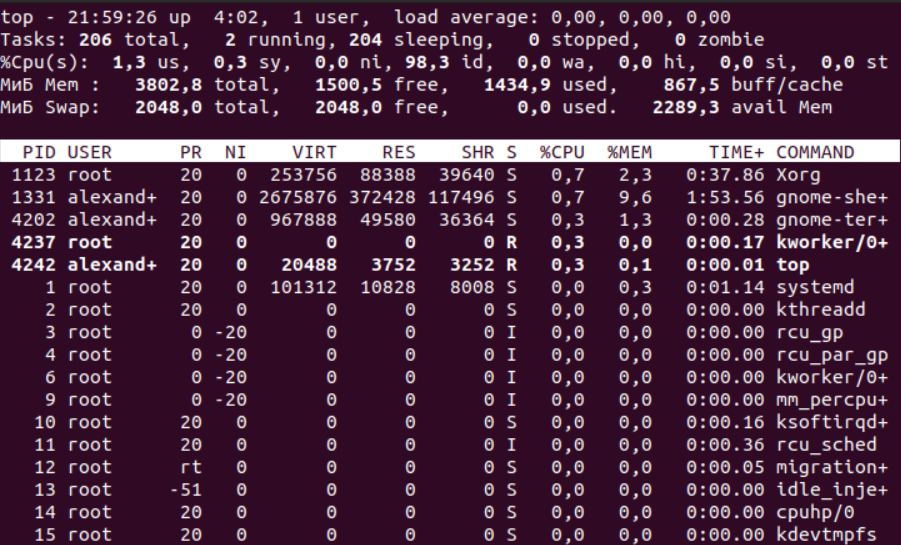 top - 21:59:26 up  4:02,  1 user,  load average: 0,00, 0,00, 0,00
Tasks: 206 total,   2 running, 204 sleeping,   0 stopped,   0 zombie
%Cpu(s):  1,3 us,  0,3 sy,  0,0 ni, 98,3 id,  0,0 wa,  0,0 hi,  0,0 si,  0,0 st
МиБ Mem :   3802,8 total,   1500,5 free,   1434,9 used,    867,5 buff/cache
МиБ Swap:   2048,0 total,   2048,0 free,      0,0 used.   2289,3 avail Mem
PID USER      PR  NI    VIRT    RES    SHR S  %CPU  %MEM     TIME+ COMMAND
1123 root      20   0  253756  88388  39640 S   0,7   2,3   0:37.86 Xorg
1331 alexand+  20   0 2675876 372428 117496 S   0,7   9,6   1:53.56 gnome-she+
4202 alexand+  20   0  967888  49580  36364 S   0,3   1,3   0:00.28 gnome-ter+
4237 root      20   0       0      0      0 R   0,3   0,0   0:00.17 kworker/0+
4242 alexand+  20   0   20488   3752   3252 R   0,3   0,1   0:00.01 top
1 root      20   0  101312  10828   8008 S   0,0   0,3   0:01.14 systemd
2 root      20   0       0      0      0 S   0,0   0,0   0:00.00 kthreadd
3 root       0 -20       0      0      0 I   0,0   0,0   0:00.00 rcu_gp
4 root       0 -20       0      0      0 I   0,0   0,0   0:00.00 rcu_par_gp
6 root       0 -20       0      0      0 I   0,0   0,0   0:00.00 kworker/0+
9 root       0 -20       0      0      0 I   0,0   0,0   0:00.00 mm_percpu+
10 root      20   0       0      0      0 S   0,0   0,0   0:00.16 ksoftirqd+
11 root      20   0       0      0      0 I   0,0   0,0   0:00.36 rcu_sched
12 root      rt   0       0      0      0 S   0,0   0,0   0:00.05 migration+
13 root     -51   0       0      0      0 S   0,0   0,0   0:00.00 idle_inje+
14 root      20   0       0      0      0 S   0,0   0,0   0:00.00 cpuhp/0
15 root      20   0       0      0      0 S   0,0   0,0   0:00.00 kdevtmpfs